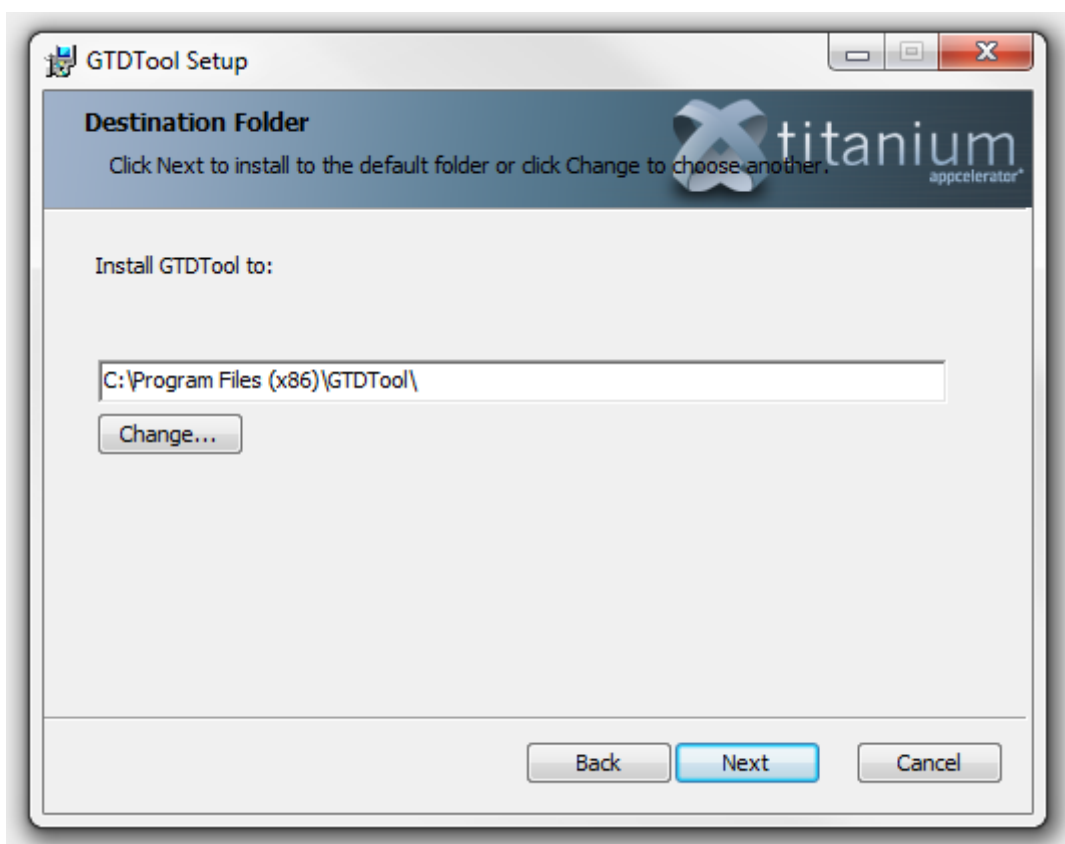 GTDTool Setup
Destination Folder
Click Next to install to the default folder or click Change to choose another.
titanium
appcelerator®
Install GTDTool to:
C:\Program Files (x86)\GTDTool\
Change...
Back
Next
Cancel